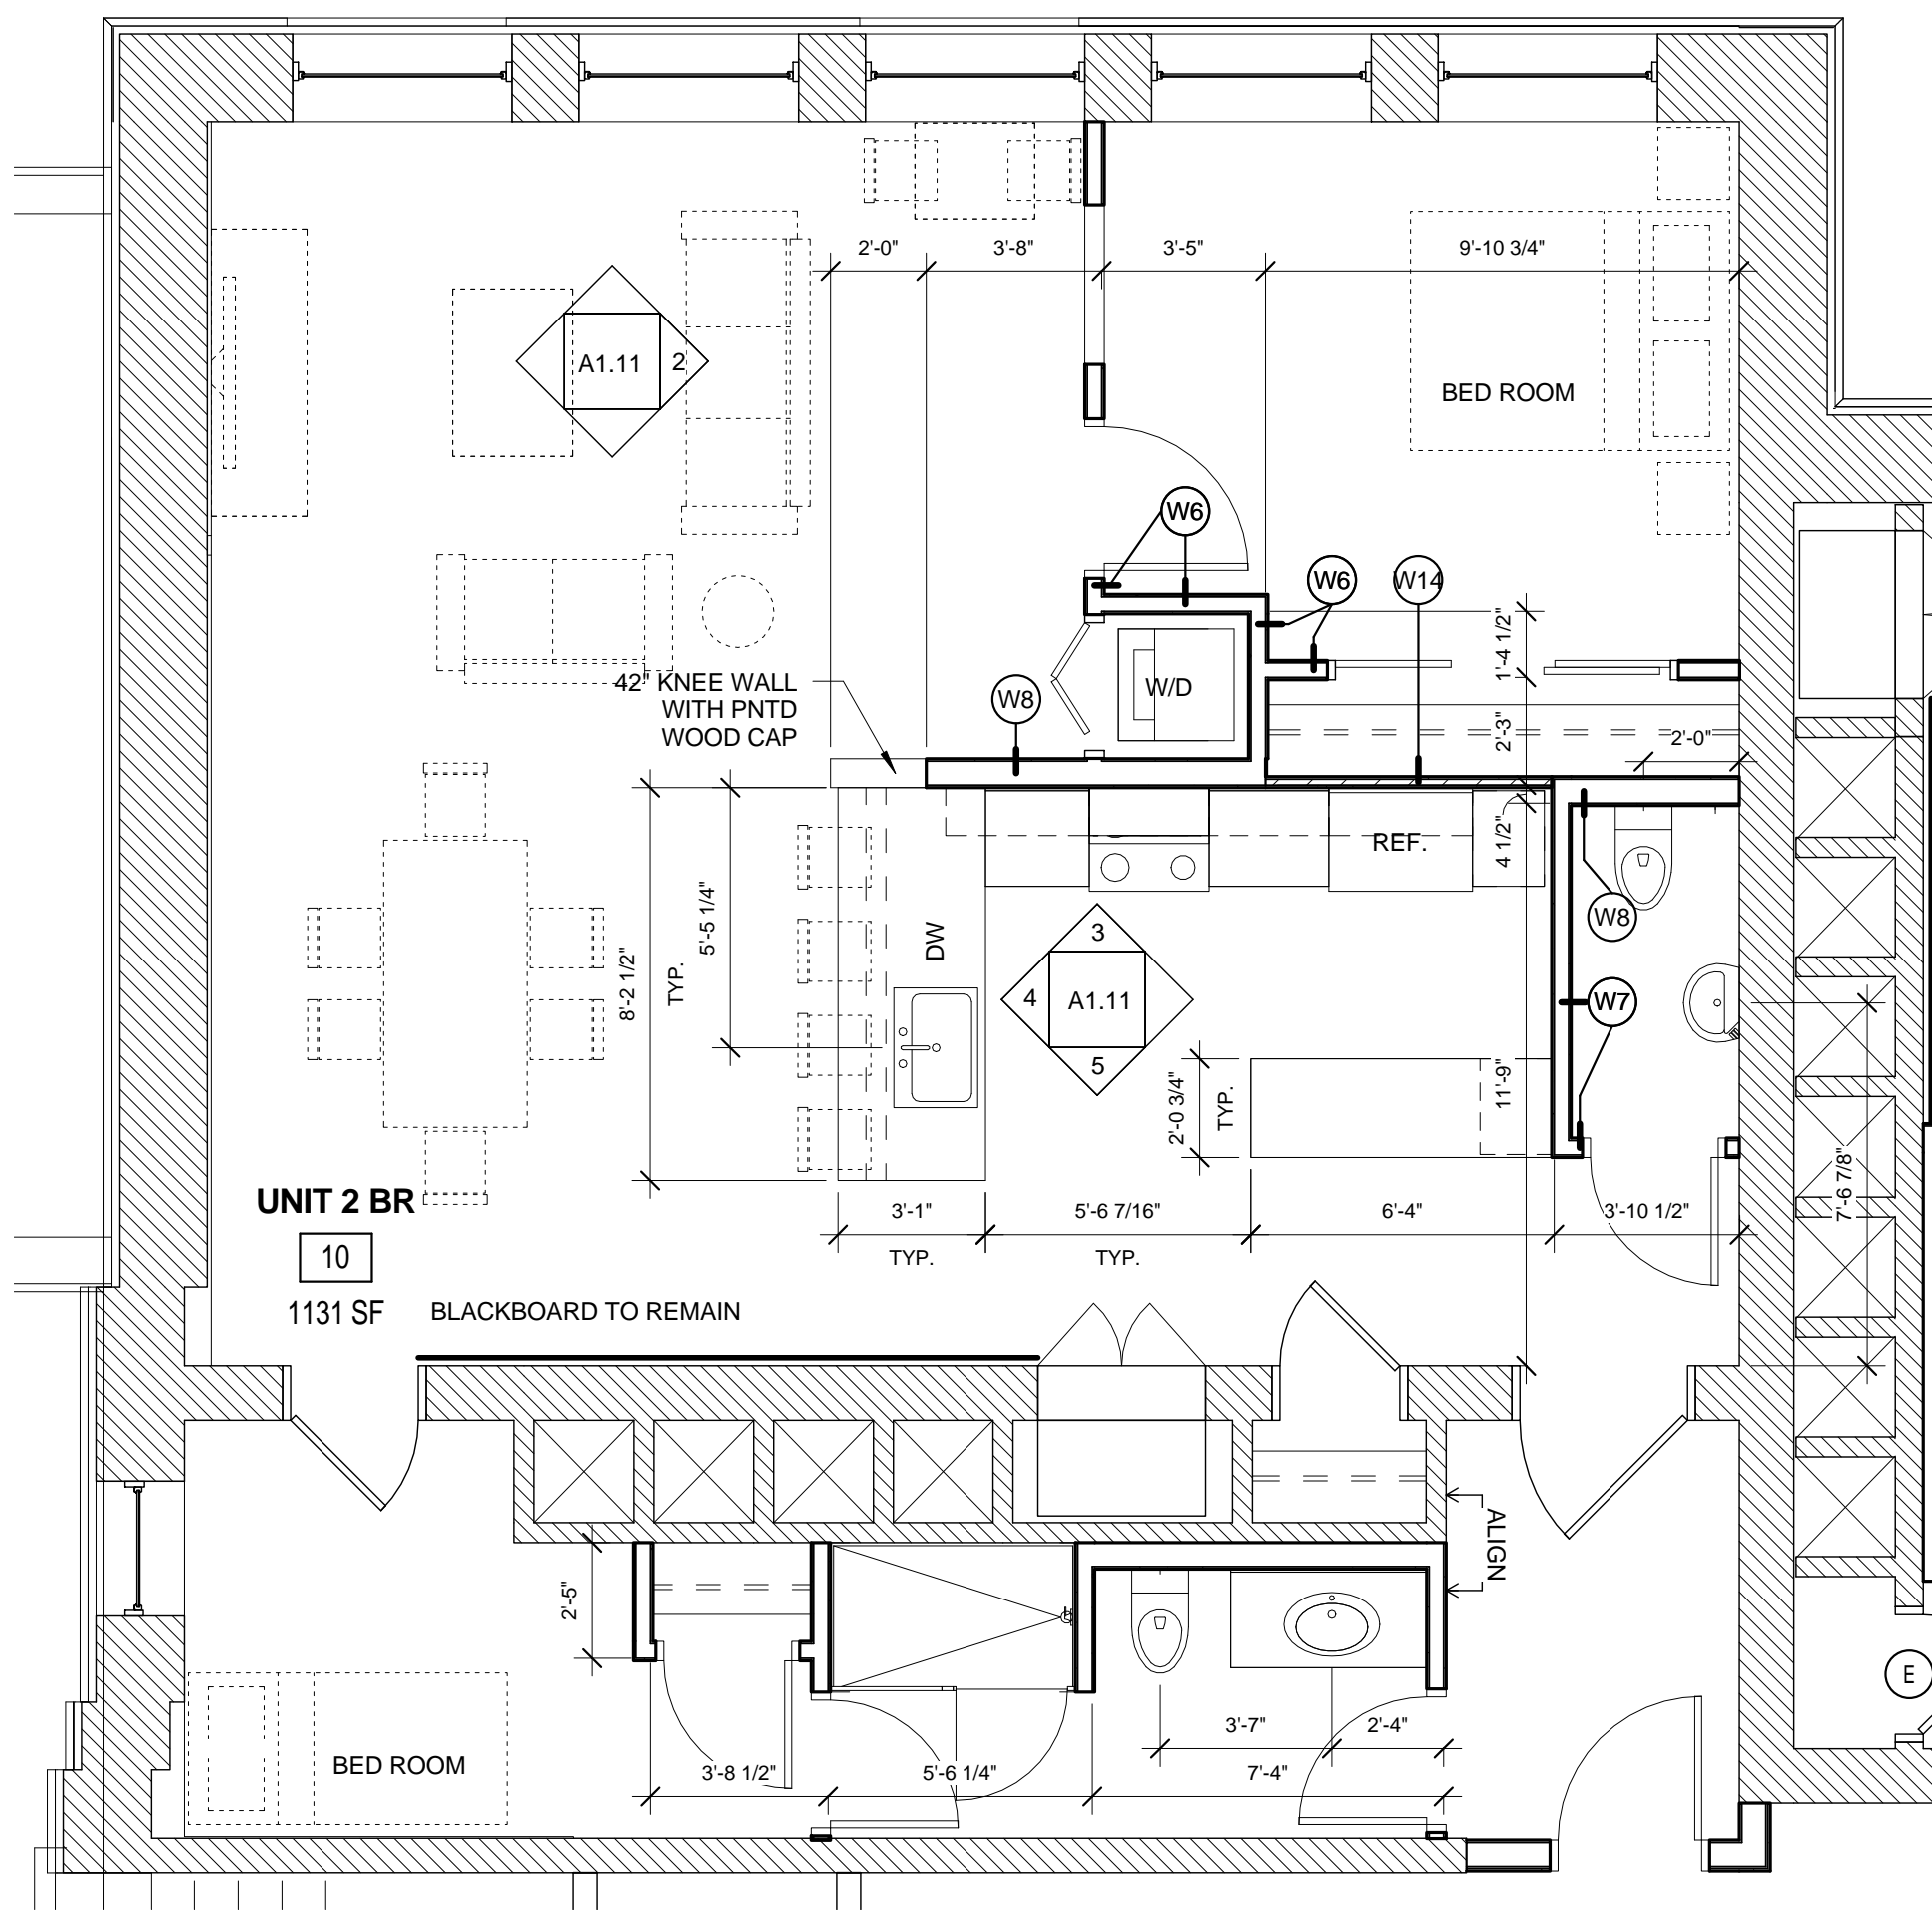 2'-0" 3'-8" 3'-5" 9'-10 3/4"
A1.11 2
BED ROOM
W6
W6 W14
1'-4 1/2"
42" KNEE WALL
WITH PNTD
WOOD CAP
W8
W/D
2'-3"
2'-0"
REF.
4 1/2"
5'-5 1/4"
8'-2 1/2"
TYP.
DW
W8
3
4 A1.11
5
W7
2'-0 3/4"
TYP.
11'-9"
7'-6 7/8"
UNIT 2 BR
10
1131 SF
3'-1" 5'-6 7/16" 6'-4" 3'-10 1/2"
TYP. TYP.
BLACKBOARD TO REMAIN
ALIGN
2'-5"
E
3'-7" 2'-4"
BED ROOM
3'-8 1/2" 5'-6 1/4" 7'-4"